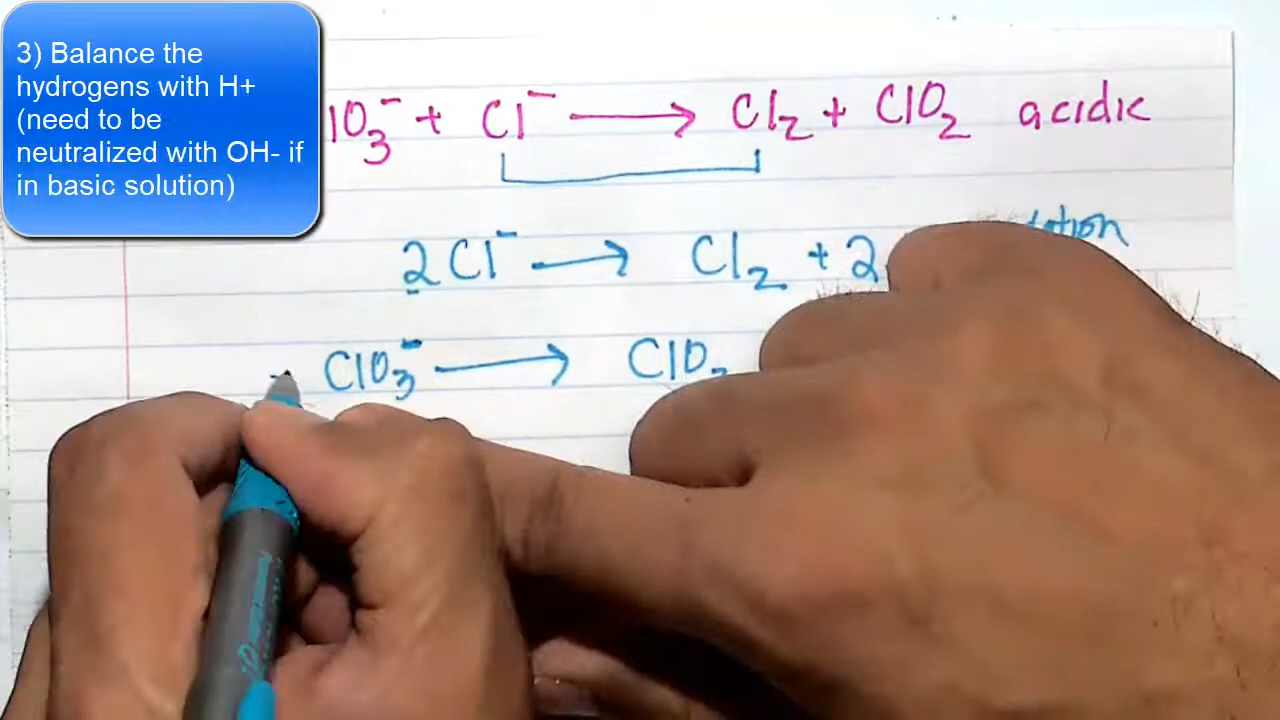 3) Balance the
hydrogens with H+
(need to be
neutralized with OH- if
in basic solution)
lO₃⁻ + Cl⁻ ⟶ Cl₂ + ClO₂ acidic
2Cl⁻ ⟶ Cl₂ + 2
ClO₃⁻ ⟶ ClO₂